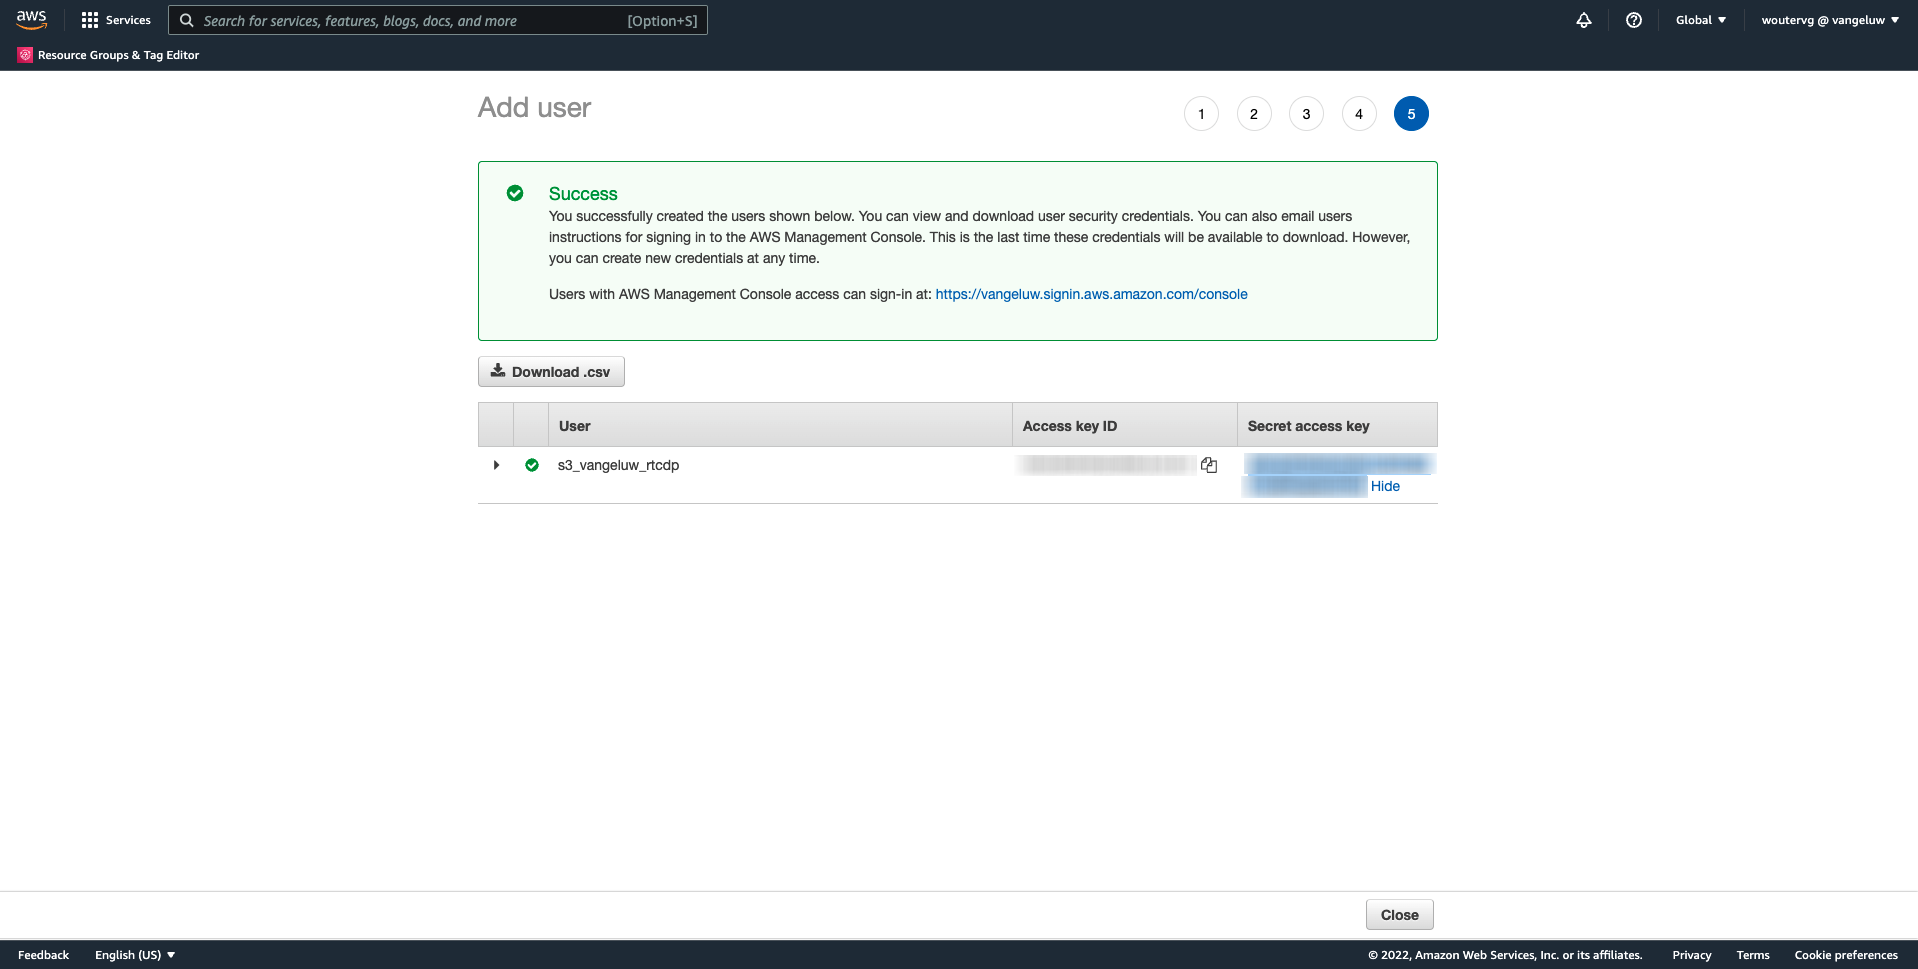 aws
Services
Search for services, features, blogs, docs, and more
[Option+S]
Global
woutervg @ vangeluw
Resource Groups & Tag Editor
Add user
1
2
3
4
5
Success
You successfully created the users shown below. You can view and download user security credentials. You can also email users
instructions for signing in to the AWS Management Console. This is the last time these credentials will be available to download. However,
you can create new credentials at any time.
Users with AWS Management Console access can sign-in at: https://vangeluw.signin.aws.amazon.com/console
Download .csv
User
Access key ID
Secret access key
s3_vangeluw_rtcdp
Hide
Close
Feedback
English (US)
© 2022, Amazon Web Services, Inc. or its affiliates.
Privacy
Terms
Cookie preferences